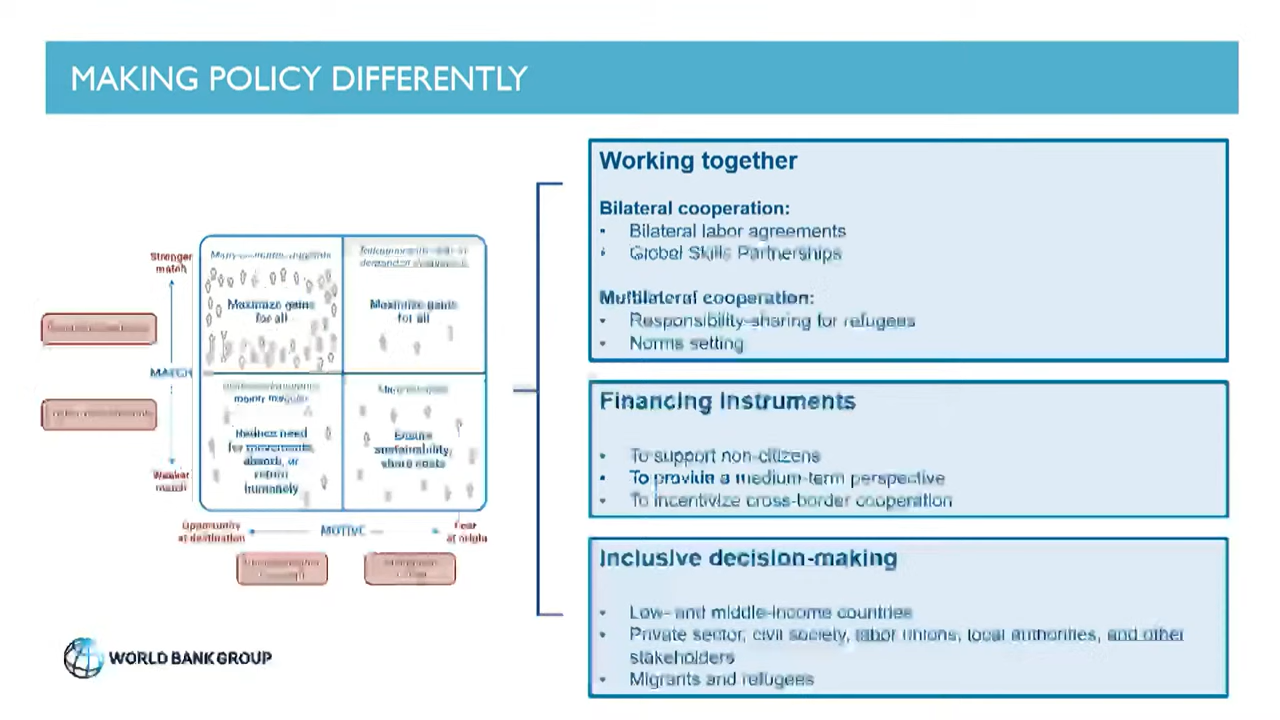 MAKING POLICY DIFFERENTLY
Stronger
match
Maximize gains
for all
Maximize gains
for all
MATCH
Reduce need
for movements,
absorb, or
return
humanely
Ensure
sustainability,
share costs
Weaker
match
Opportunity
at destination
MOTIVE
Fear
at origin
WORLD BANK GROUP
Working together
Bilateral cooperation:
• Bilateral labor agreements
• Global Skills Partnerships
Multilateral cooperation:
• Responsibility-sharing for refugees
• Norms setting
Financing instruments
• To support non-citizens
• To provide a medium-term perspective
• To incentivize cross-border cooperation
Inclusive decision-making
• Low- and middle-income countries
• Private sector, civil society, labor unions, local authorities, and other
stakeholders
• Migrants and refugees